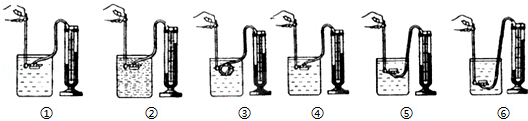 ① ② ③ ④ ⑤ ⑥